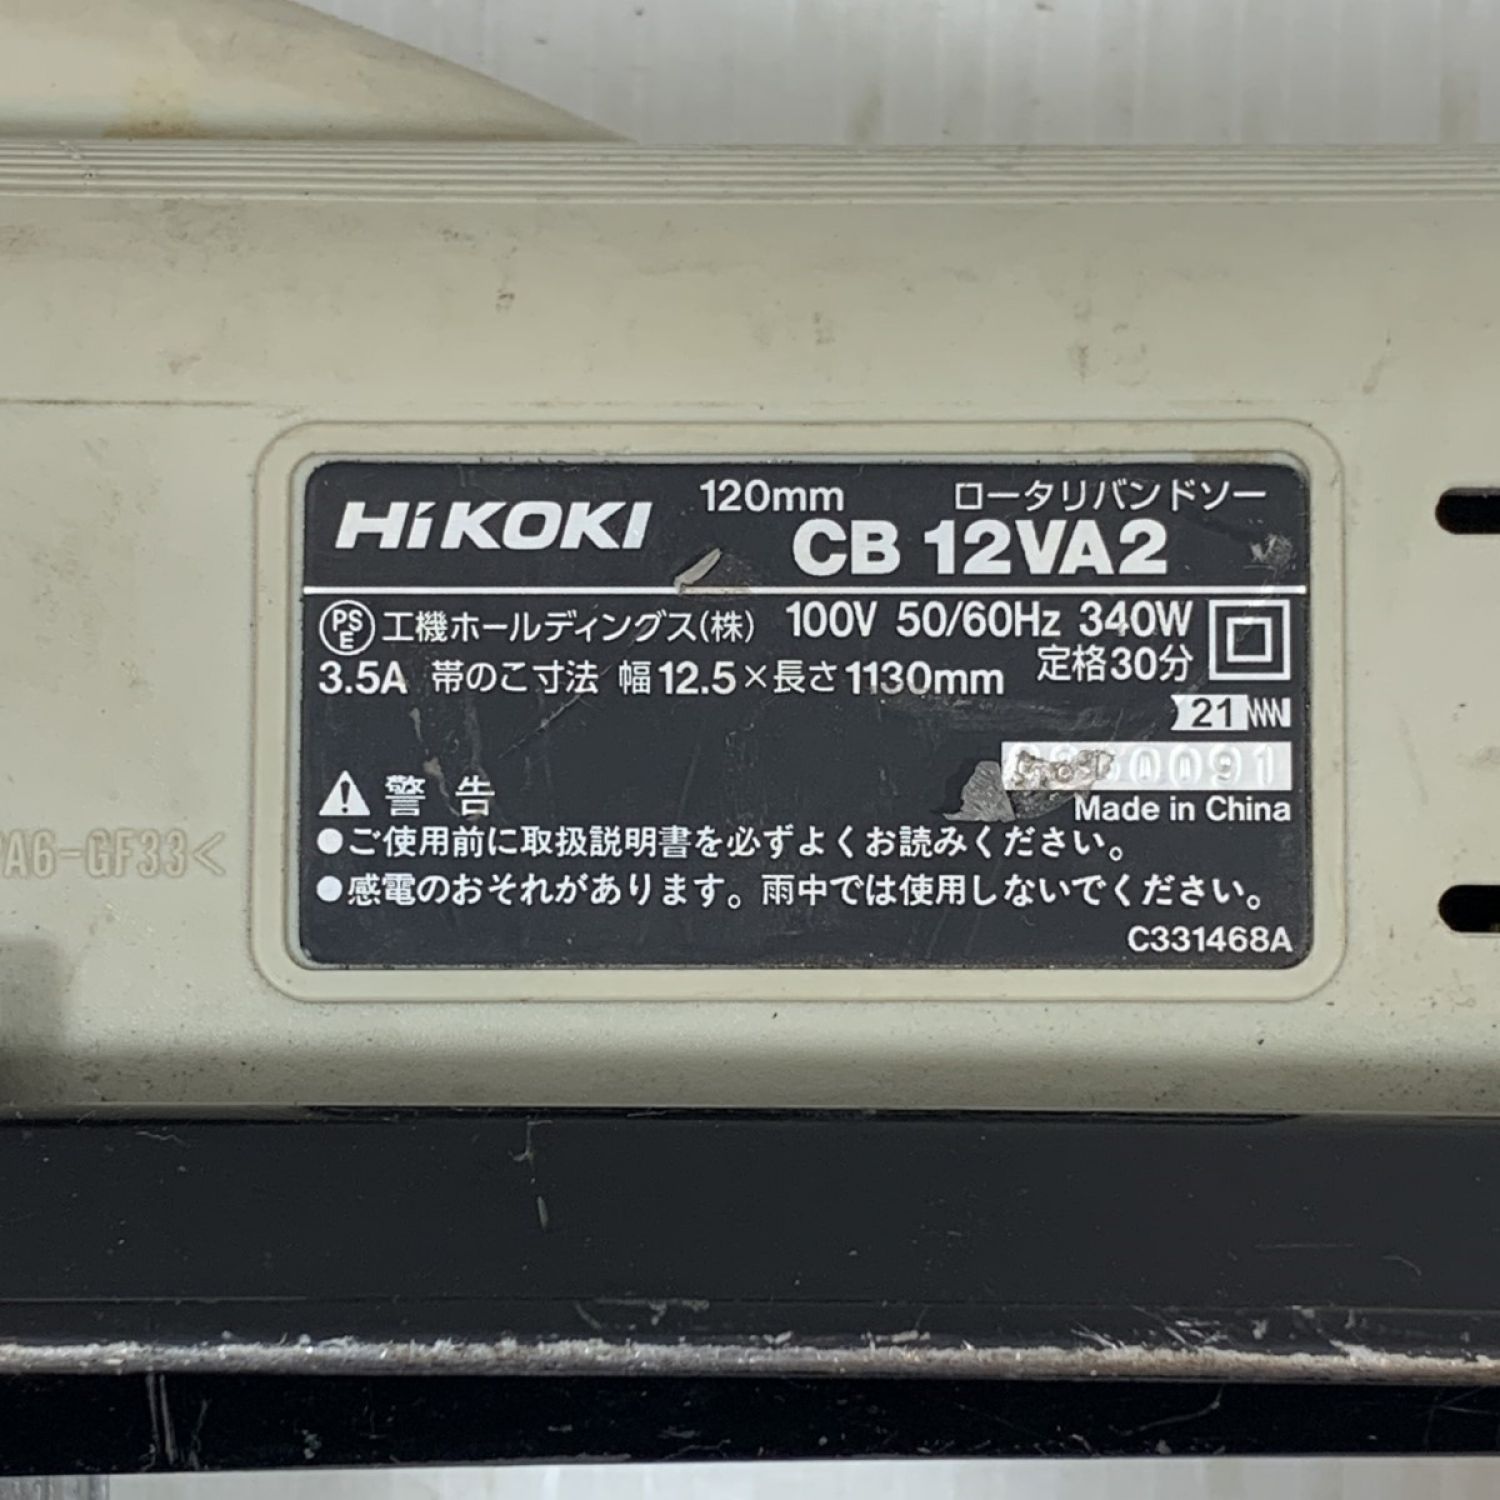 HiKOKI 120mm ロータリバンドソー
CB 12VA2
PSE 工機ホールディングス(株) 100V 50/60Hz 340W
3.5A 帯のこ寸法 幅12.5×長さ1130mm 定格30分
21
0091
Made in China
警告
●ご使用前に取扱説明書を必ずよくお読みください。
●感電のおそれがあります。雨中では使用しないでください。
C331468A
PA6-GF33<